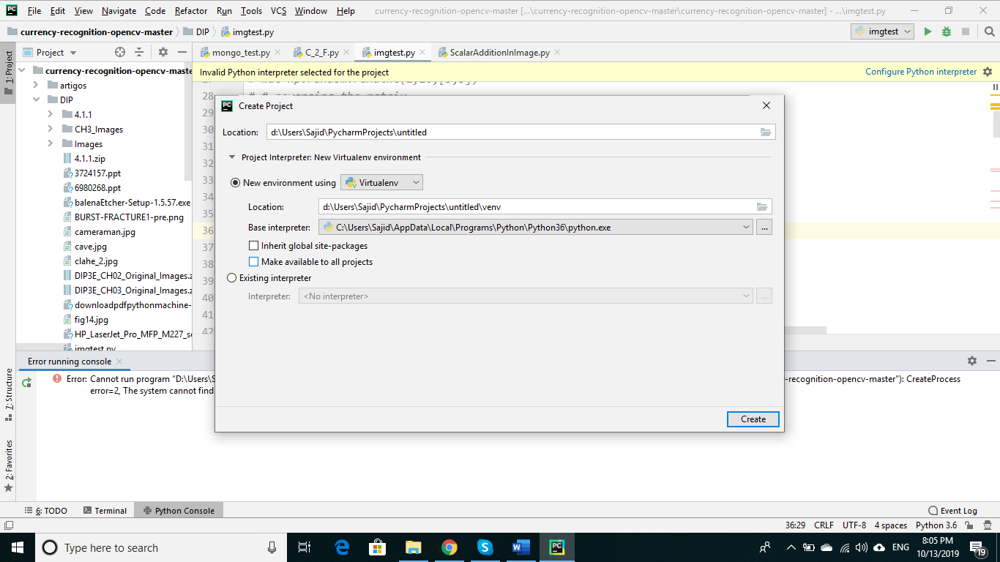 File Edit View Navigate Code Refactor Run Tools VCS Window Help currency-recognition-opencv-master [...\currency-recognition-opencv-master\currency-recognition-opencv-master] - ...\imgtest.py
currency-recognition-opencv-master DIP imgtest.py imgtest
1: Project
Project
mongo_test.py C_2_F.py imgtest.py ScalarAdditionInImage.py
Invalid Python interpreter selected for the project Configure Python interpreter
currency-recognition-opencv-maste
artigos
DIP
4.1.1
CH3_Images
Images
4.1.1.zip
3724157.ppt
6980268.ppt
balenaEtcher-Setup-1.5.57.exe
BURST-FRACTURE1-pre.png
cameraman.jpg
cave.jpg
clahe_2.jpg
DIP3E_CH02_Original_Images.z
DIP3E_CH03_Original_Images.z
downloadpdfpythonmachine-
fig14.jpg
HP_LaserJet_Pro_MFP_M227_se
imgtest.py
28
29
30
31
32
33
34
35
36
37
38
39
40
41
42
Create Project
Location: d:\Users\Sajid\PycharmProjects\untitled
Project Interpreter: New Virtualenv environment
New environment using Virtualenv
Location: d:\Users\Sajid\PycharmProjects\untitled\venv
Base interpreter: C:\Users\Sajid\AppData\Local\Programs\Python\Python36\python.exe ...
Inherit global site-packages
Make available to all projects
Existing interpreter
Interpreter: <No interpreter> ...
Create
Error running console
Error: Cannot run program "D:\Users\S -recognition-opencv-master"): CreateProcess
error=2, The system cannot find
7: Structure
2: Favorites
6: TODO Terminal Python Console Event Log
36:29 CRLF UTF-8 4 spaces Python 3.6
Type here to search ENG 8:05 PM
10/13/2019 19